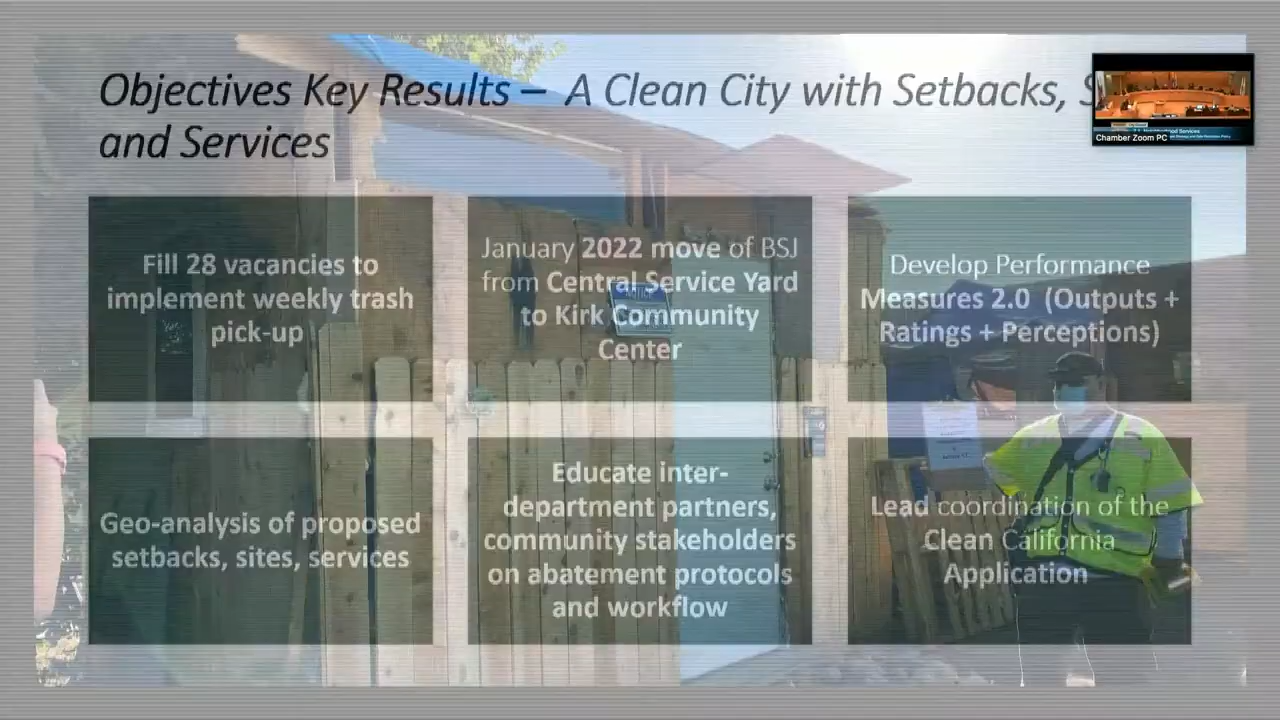 Objectives Key Results – A Clean City with Setbacks,
and Services
Chamber Zoom PC
Fill 28 vacancies to
implement weekly trash
pick-up
January 2022 move of BSJ
from Central Service Yard
to Kirk Community
Center
NOTICE
Develop Performance
Measures 2.0 (Outputs +
Ratings + Perceptions)
Geo-analysis of proposed
setbacks, sites, services
Educate inter-
department partners,
community stakeholders
on abatement protocols
and workflow
Lead coordination of the
Clean California
Application